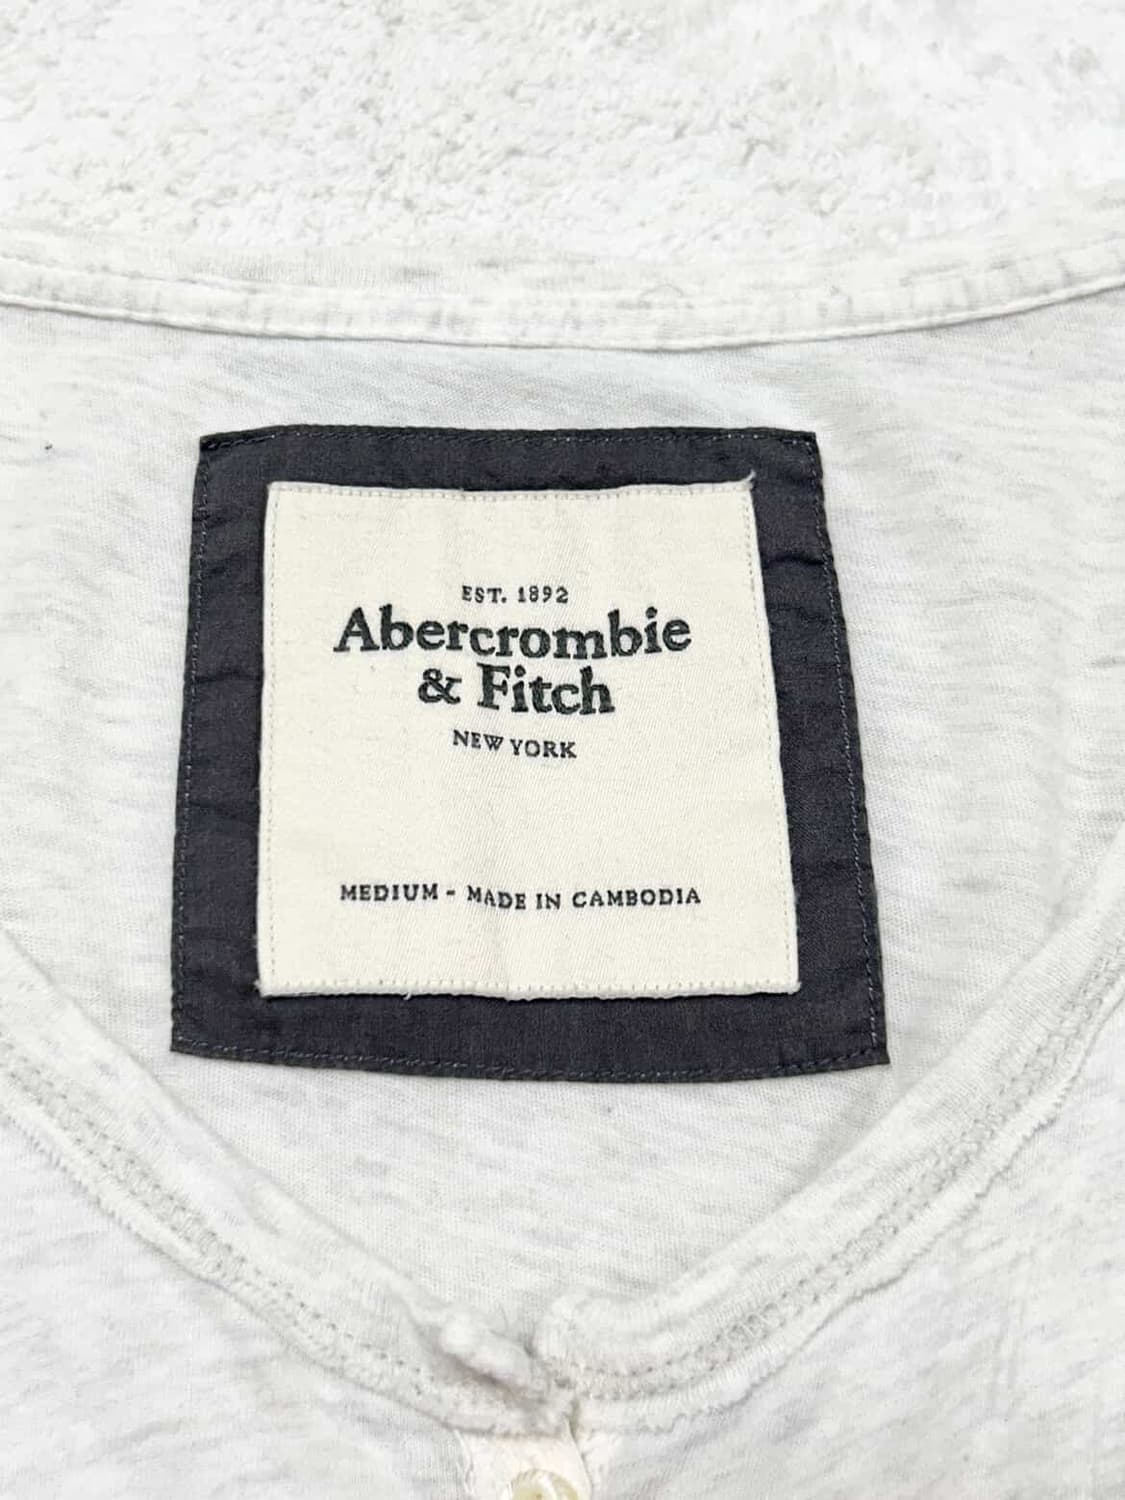 EST. 1892
Abercrombie
& Fitch
NEW YORK
MEDIUM - MADE IN CAMBODIA